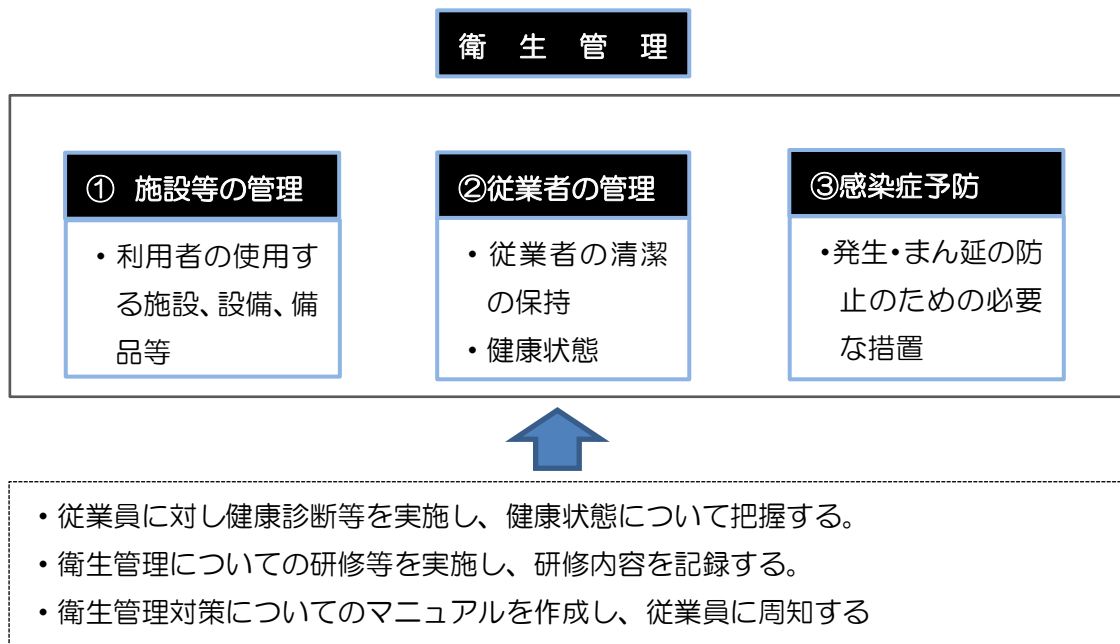 衛 生 管 理
① 施設等の管理
・利用者の使用す
る施設、設備、備
品等
②従業者の管理
・従業者の清潔
の保持
・健康状態
③感染症予防
・発生・まん延の防
止のための必要
な措置
・従業員に対し健康診断等を実施し、健康状態について把握する。
・衛生管理についての研修等を実施し、研修内容を記録する。
・衛生管理対策についてのマニュアルを作成し、従業員に周知する